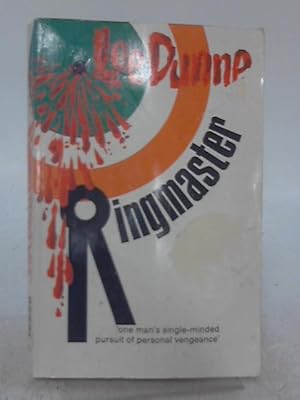 Lee Dunne
Ringmaster
'one man's single-minded
pursuit of personal vengeance'